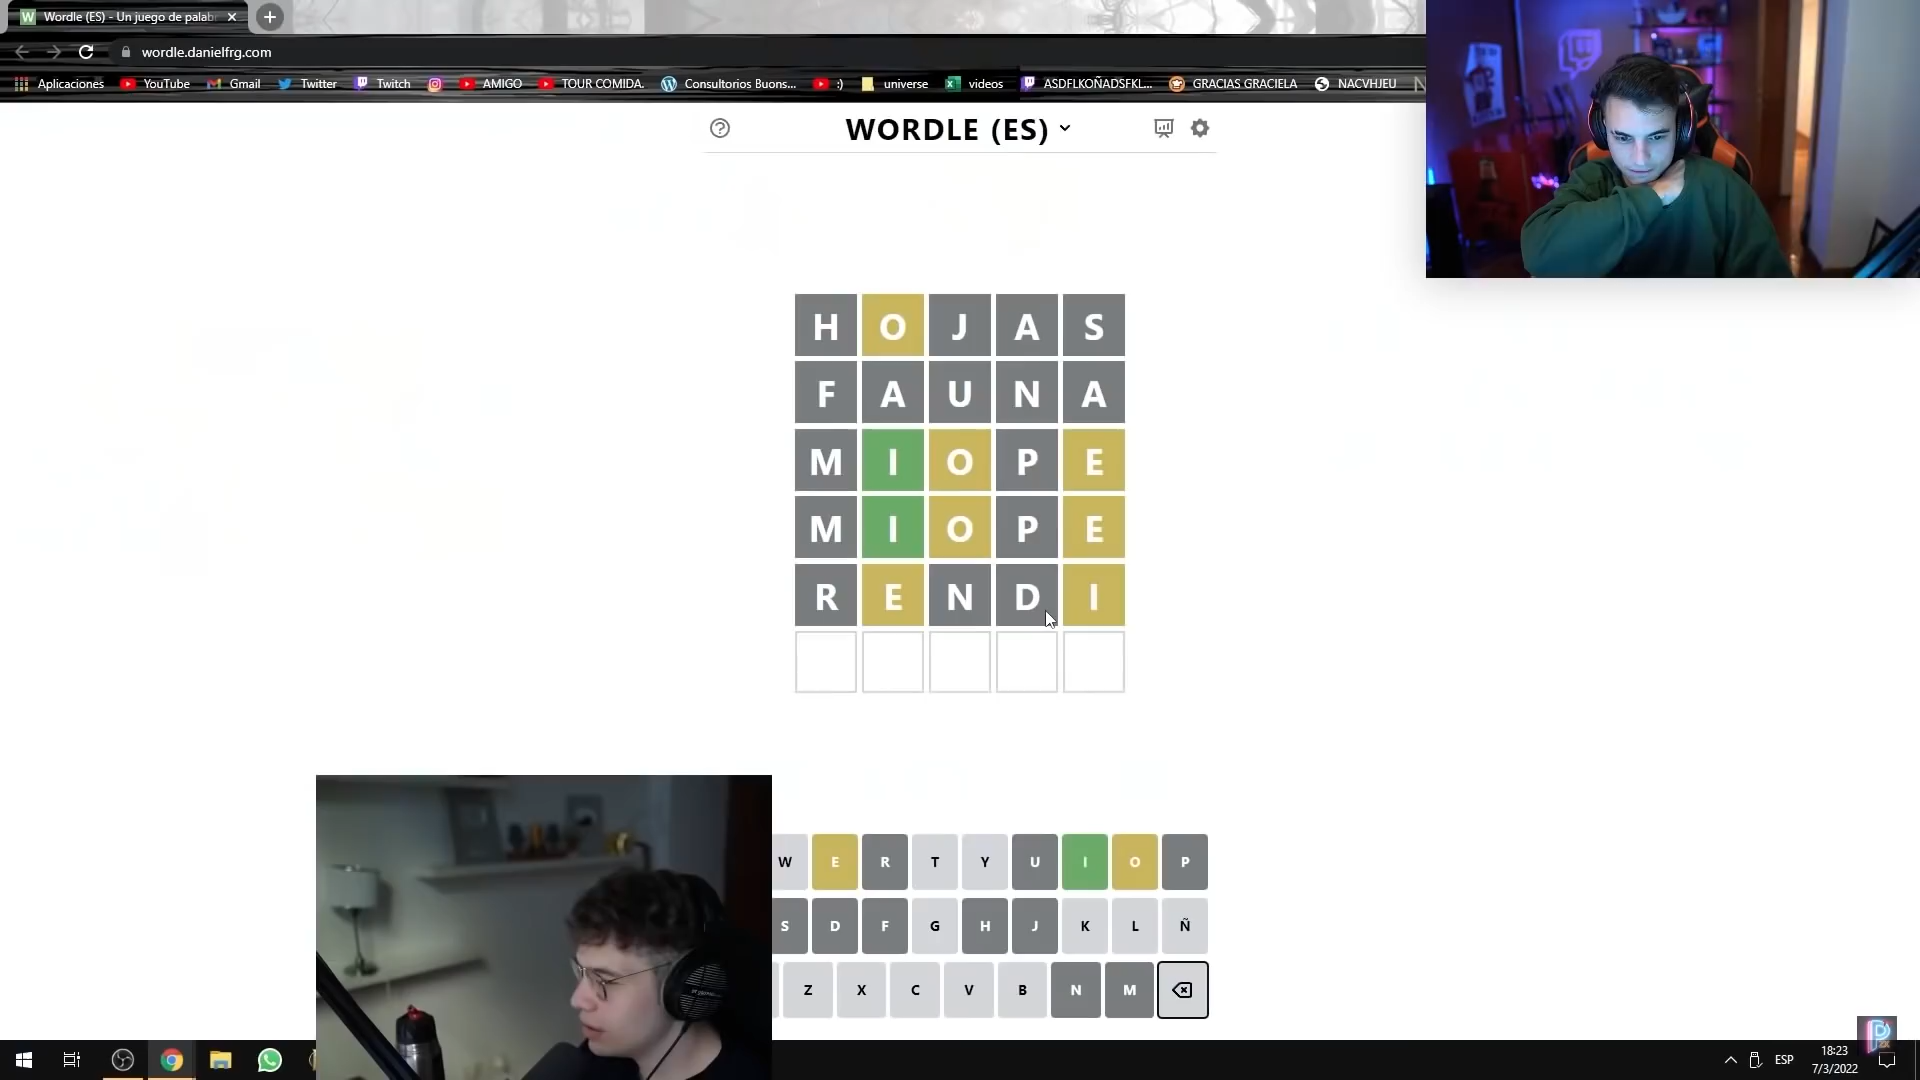 Wordle (ES) - Un juego de palab
wordle.danielfrg.com
Aplicaciones YouTube Gmail Twitter Twitch AMIGO TOUR COMIDA. Consultorios Buons... :) universe videos ASDFLKOÑADSFKL... GRACIAS GRACIELA NACVHJEU
WORDLE (ES)
H O J A S
F A U N A
M I O P E
M I O P E
R E N D I
W E R T Y U I O P
S D F G H J K L Ñ
Z X C V B N M
ESP
18:23
7/3/2022